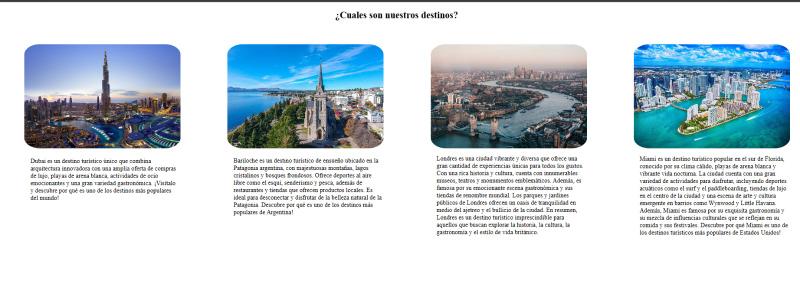 ¿Cuales son nuestros destinos?
Dubai es un destino turístico único que combina
arquitectura innovadora con una amplia oferta de compras
de lujo, playas de arena blanca, actividades de ocio
emocionantes y una gran variedad gastronómica. ¡Visítalo
y descubre por qué es uno de los destinos más populares
del mundo!
Bariloche es un destino turístico de ensueño ubicado en la
Patagonia argentina, con majestuosas montañas, lagos
cristalinos y bosques frondosos. Ofrece deportes al aire
libre como el esquí, senderismo y pesca, además de
restaurantes y tiendas que ofrecen productos locales. Es
ideal para desconectar y disfrutar de la belleza natural de la
Patagonia. Descubre por qué es uno de los destinos más
populares de Argentina!
Londres es una ciudad vibrante y diversa que ofrece una
gran cantidad de experiencias únicas para todos los gustos.
Con una rica historia y cultura, cuenta con innumerables
museos, teatros y monumentos emblemáticos. Además, es
famosa por su emocionante escena gastronómica y sus
tiendas de renombre mundial. Los parques y jardines
públicos de Londres ofrecen un oasis de tranquilidad en
medio del ajetreo y el bullicio de la ciudad. En resumen,
Londres es un destino turístico imprescindible para
aquellos que buscan explorar la historia, la cultura, la
gastronomía y el estilo de vida británico.
Miami es un destino turístico popular en el sur de Florida,
conocido por su clima cálido, playas de arena blanca y
vibrante vida nocturna. La ciudad cuenta con una gran
variedad de actividades para disfrutar, incluyendo deportes
acuáticos como el surf y el paddleboarding, tiendas de lujo
en el centro de la ciudad y una escena de arte y cultura
emergente en barrios como Wynwood y Little Havana.
Además, Miami es famosa por su exquisita gastronomía y
su mezcla de influencias culturales que se reflejan en su
comida y sus festivales. Descubre por qué Miami es uno de
los destinos turísticos más populares de Estados Unidos!